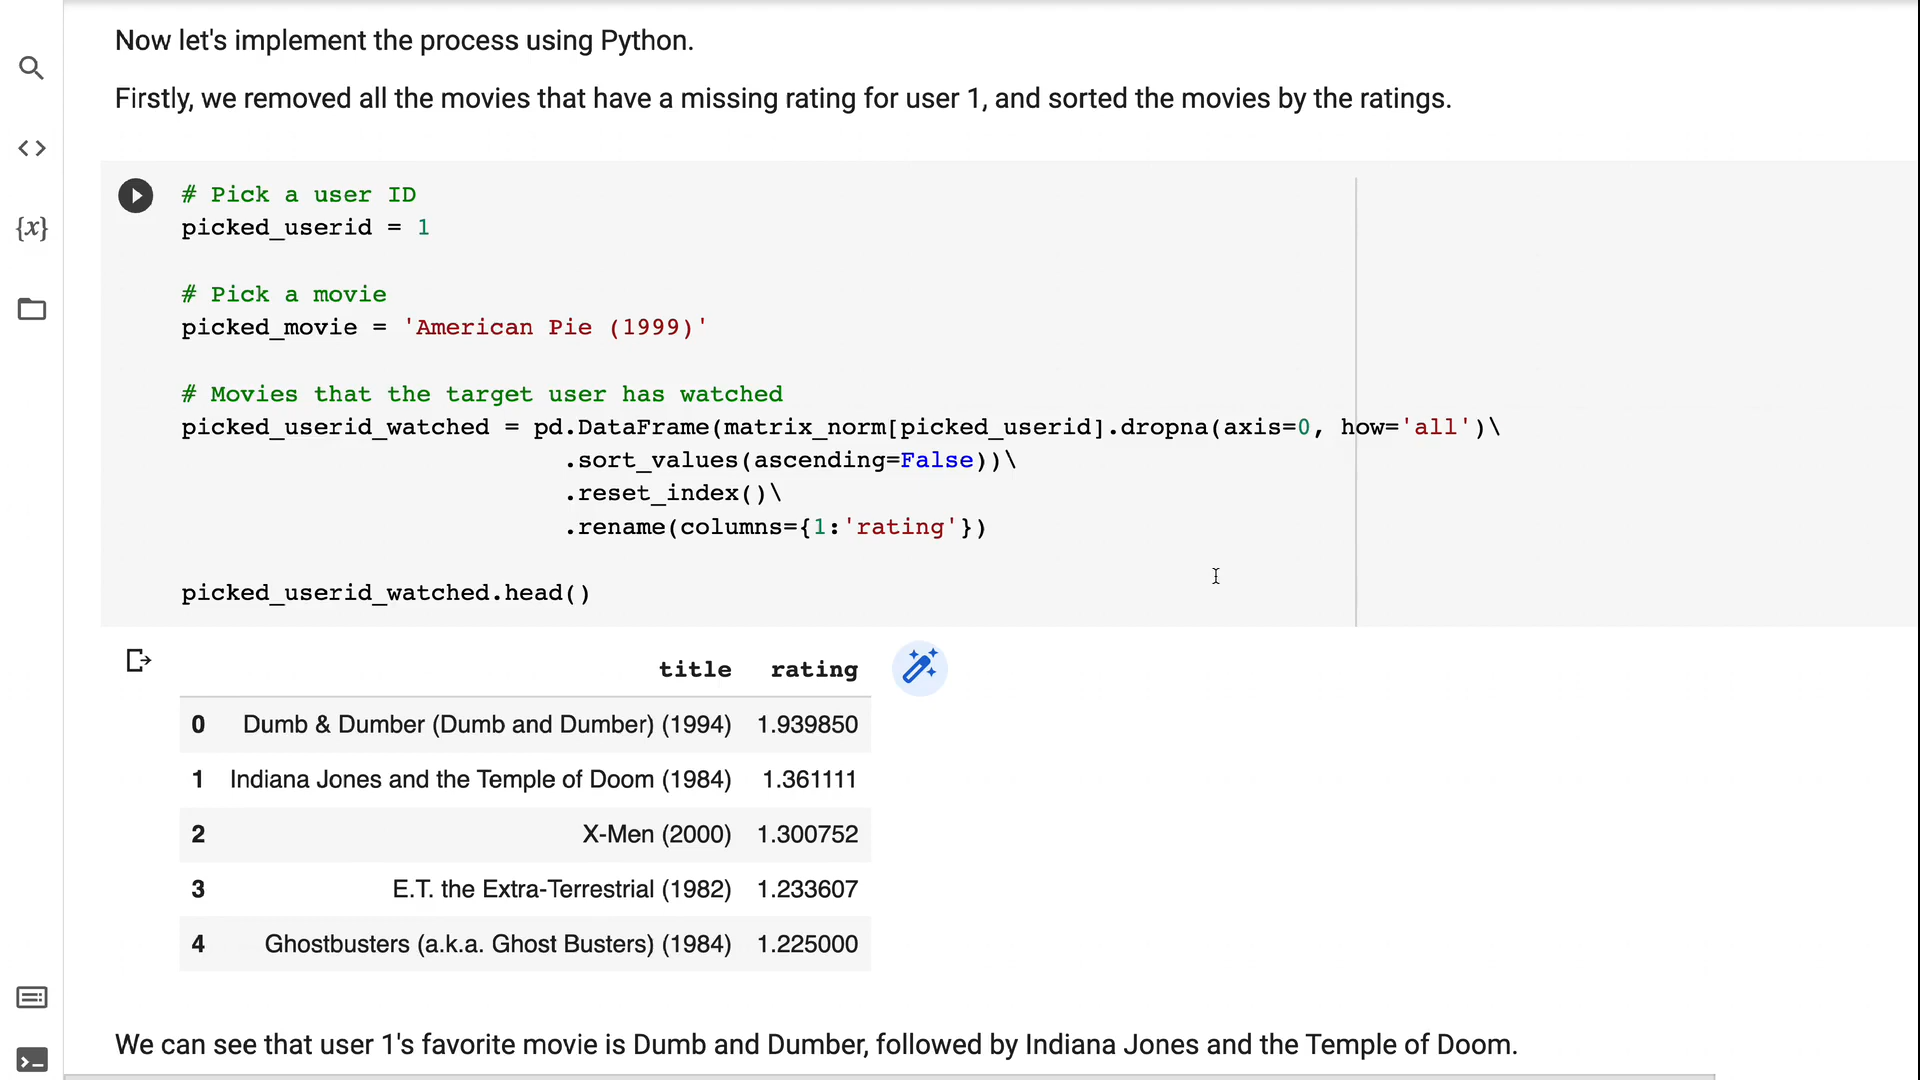 Now let's implement the process using Python.
Firstly, we removed all the movies that have a missing rating for user 1, and sorted the movies by the ratings.
# Pick a user ID
picked_userid = 1
# Pick a movie
picked_movie = 'American Pie (1999)'
# Movies that the target user has watched
picked_userid_watched = pd.DataFrame(matrix_norm[picked_userid].dropna(axis=0, how='all')\
.sort_values(ascending=False))\
.reset_index()\
.rename(columns={1:'rating'})
picked_userid_watched.head()
title rating
0 Dumb & Dumber (Dumb and Dumber) (1994) 1.939850
1 Indiana Jones and the Temple of Doom (1984) 1.361111
2 X-Men (2000) 1.300752
3 E.T. the Extra-Terrestrial (1982) 1.233607
4 Ghostbusters (a.k.a. Ghost Busters) (1984) 1.225000
We can see that user 1's favorite movie is Dumb and Dumber, followed by Indiana Jones and the Temple of Doom.